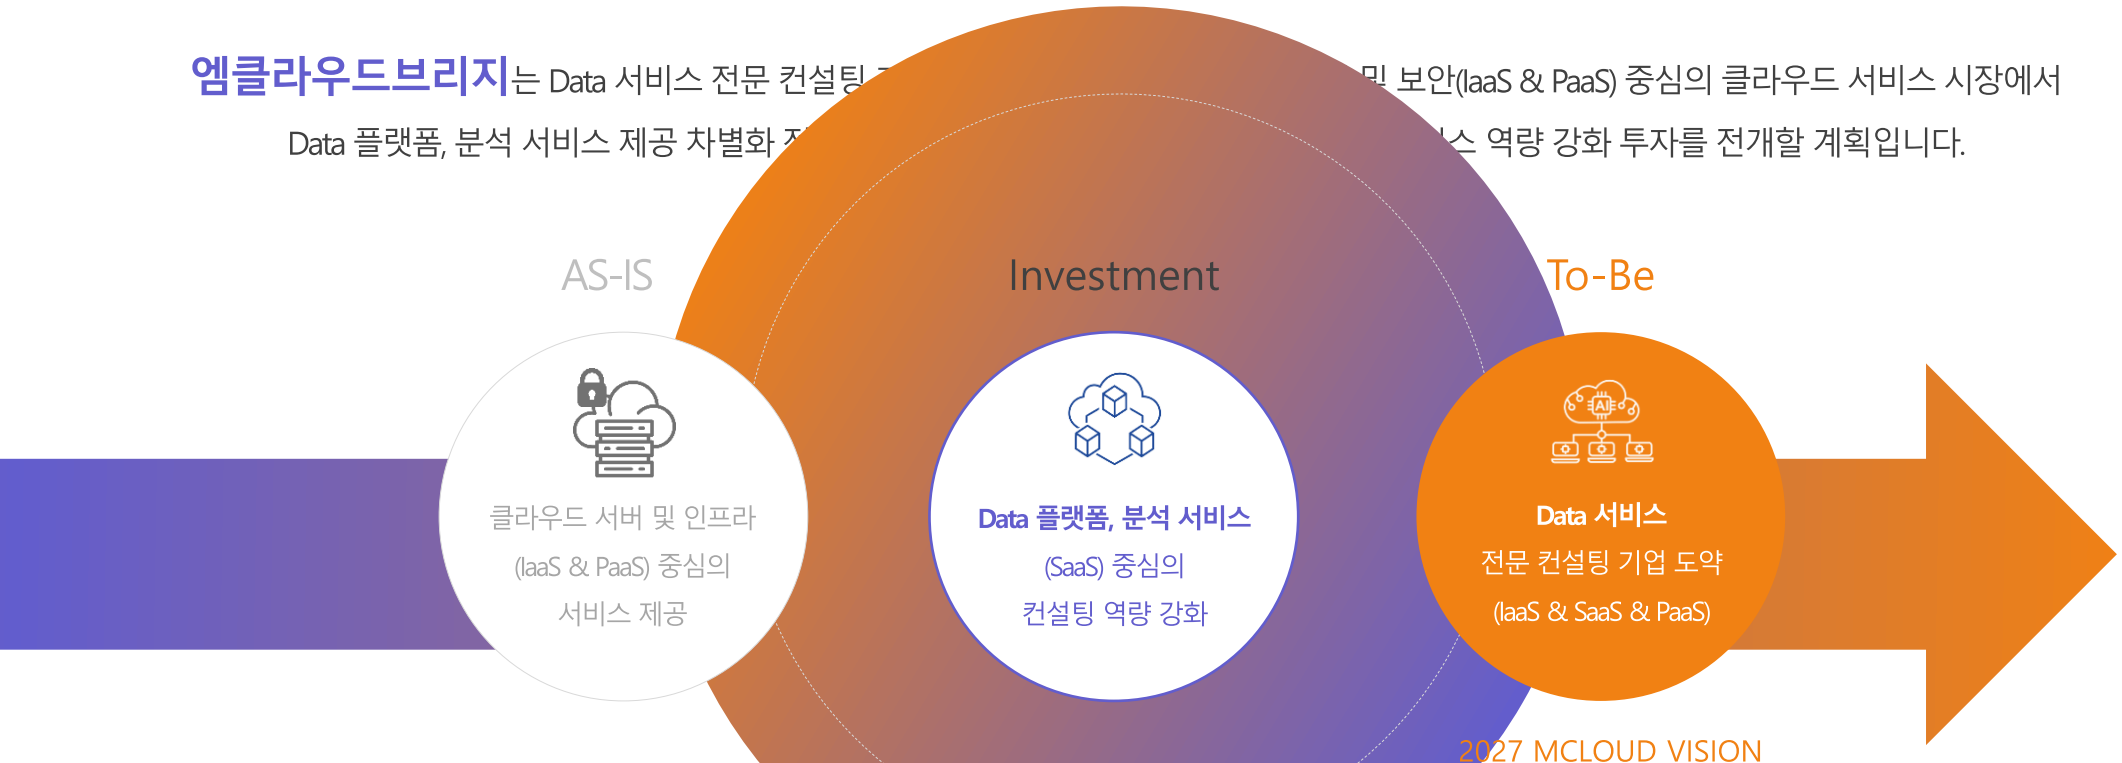 엠클라우드브리지는 Data 서비스 전문 컨설팅
및 보안(IaaS & PaaS) 중심의 클라우드 서비스 시장에서
Data 플랫폼, 분석 서비스 제공 차별화
역량 강화 투자를 전개할 계획입니다.
AS-IS
Investment
To-Be
AI
클라우드 서버 및 인프라
(IaaS & PaaS) 중심의
서비스 제공
Data 플랫폼, 분석 서비스
(SaaS) 중심의
컨설팅 역량 강화
Data 서비스
전문 컨설팅 기업 도약
(IaaS & SaaS & PaaS)
2027 MCLOUD VISION